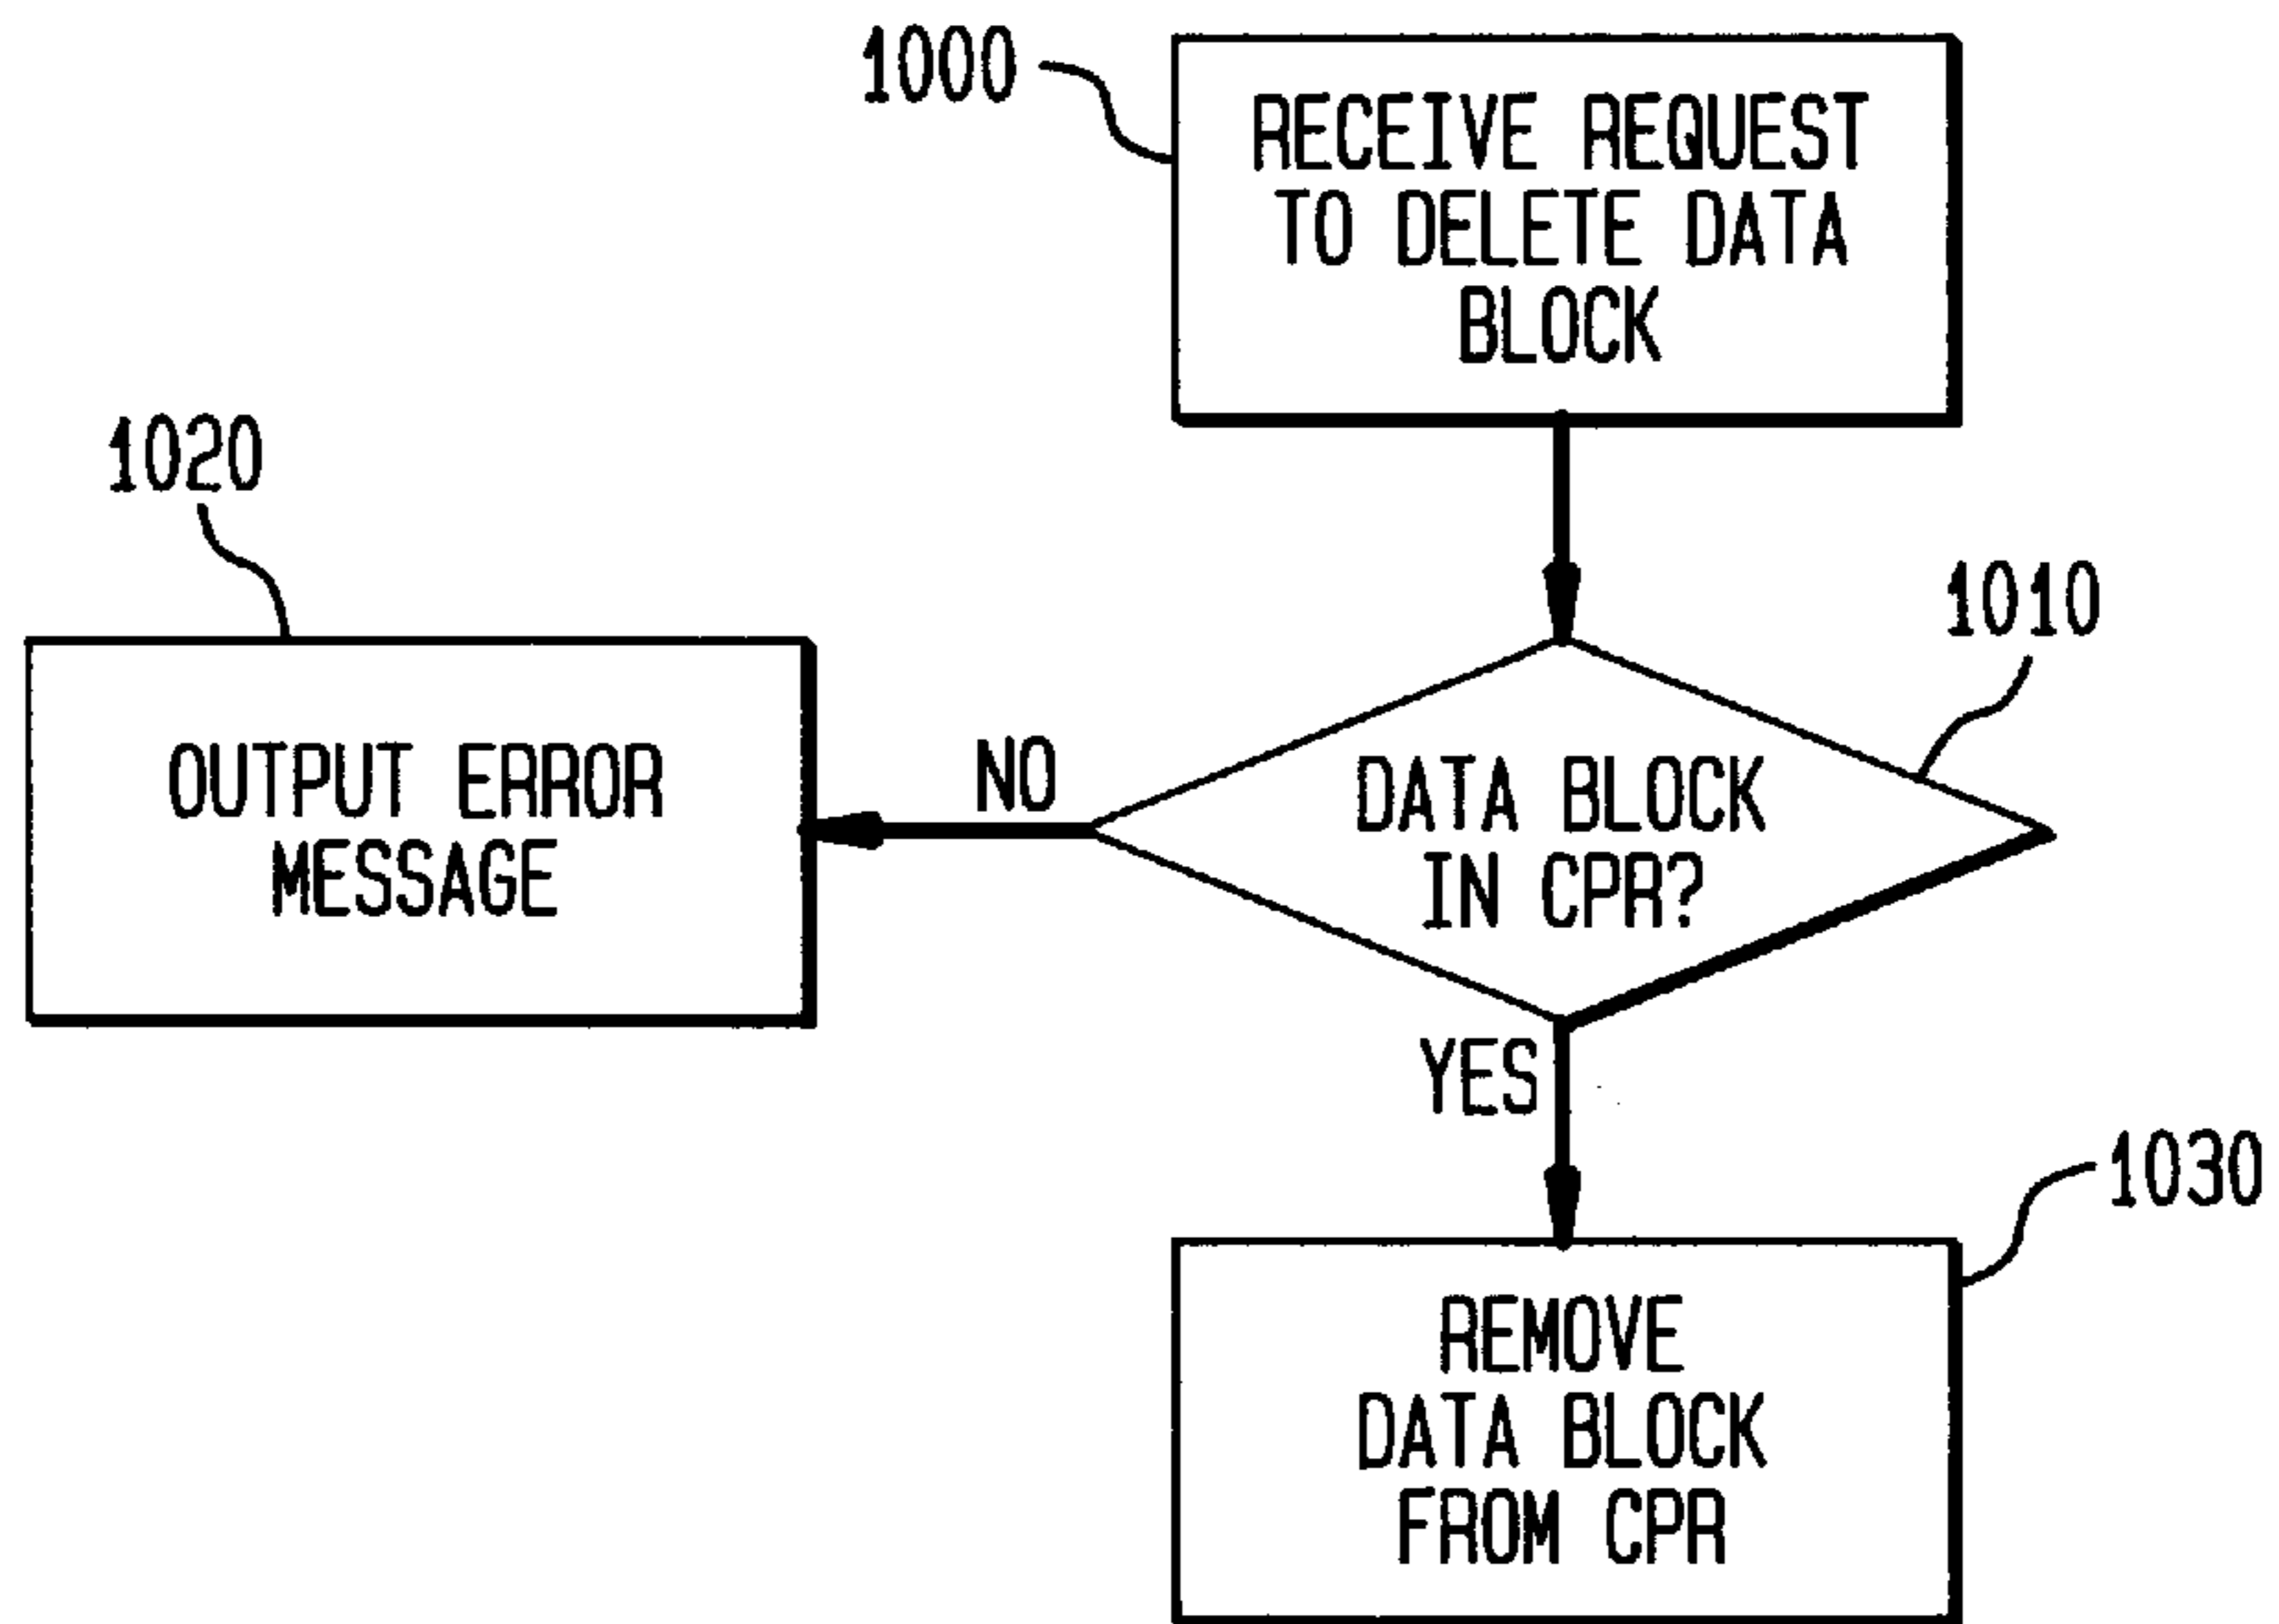 1000
RECEIVE REQUEST
TO DELETE DATA
BLOCK
1020
1010
OUTPUT ERROR
MESSAGE
NO
DATA BLOCK
IN CPR?
YES
1030
REMOVE
DATA BLOCK
FROM CPR